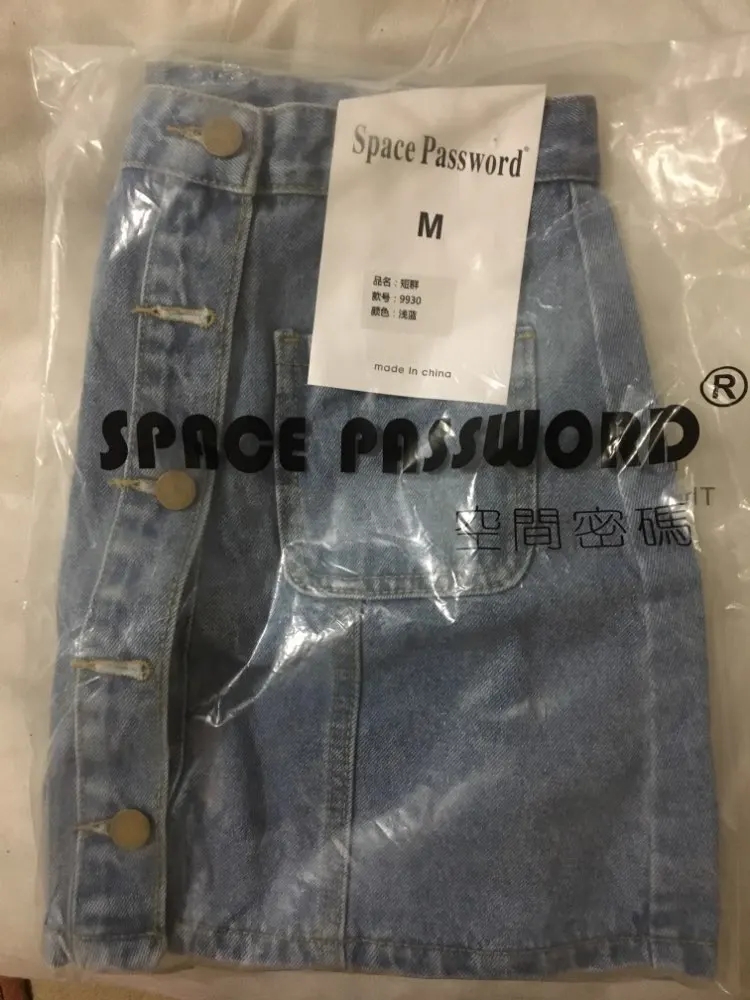 Space Password®
M
品名：短群
款号：9930
颜色：浅蓝
made in china
SPACE PASSWORD®
空間密碼